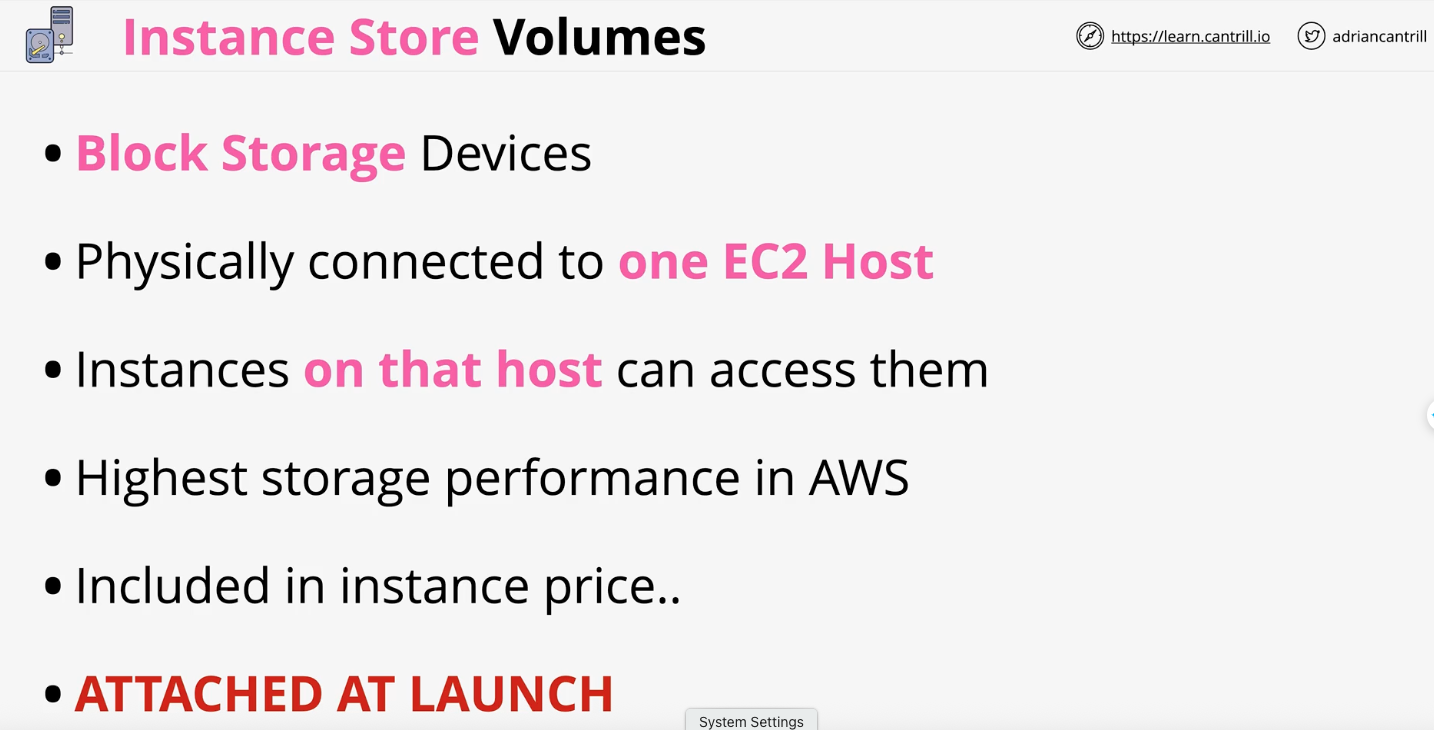 Instance Store Volumes
https://learn.cantrill.io
adriancantrill
• Block Storage Devices
• Physically connected to one EC2 Host
• Instances on that host can access them
• Highest storage performance in AWS
• Included in instance price..
• ATTACHED AT LAUNCH
System Settings